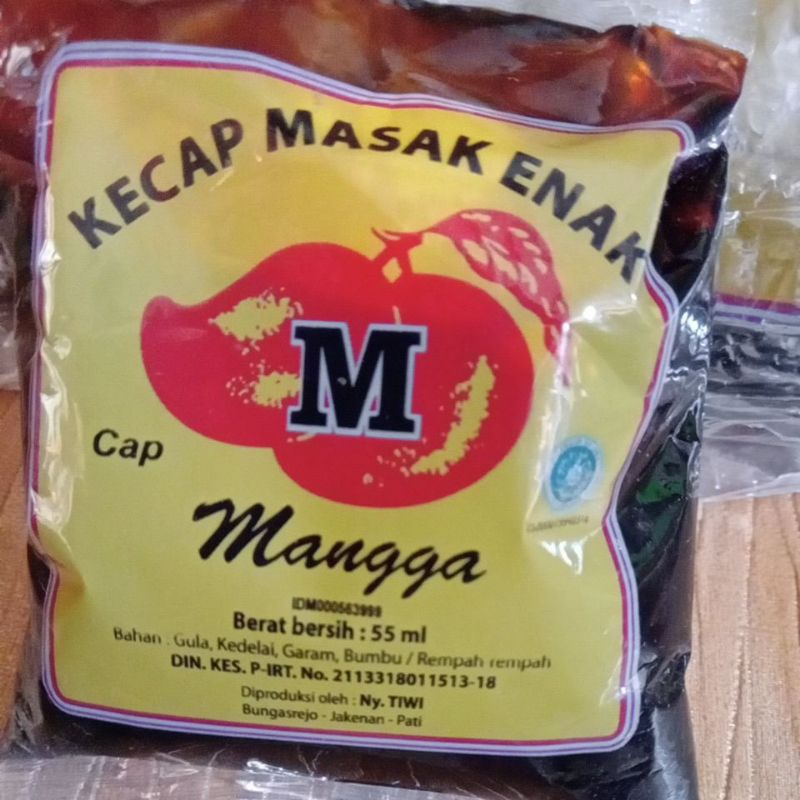 KECAP MASAK ENAK
M
Cap
Mangga
IDM000563999
Berat bersih : 55 ml
Bahan : Gula, Kedelai, Garam, Bumbu / Rempah rempah
DIN. KES. P-IRT. No. 2113318011513-18
Diproduksi oleh : Ny. TIWI
Bungasrejo - Jakenan - Pati